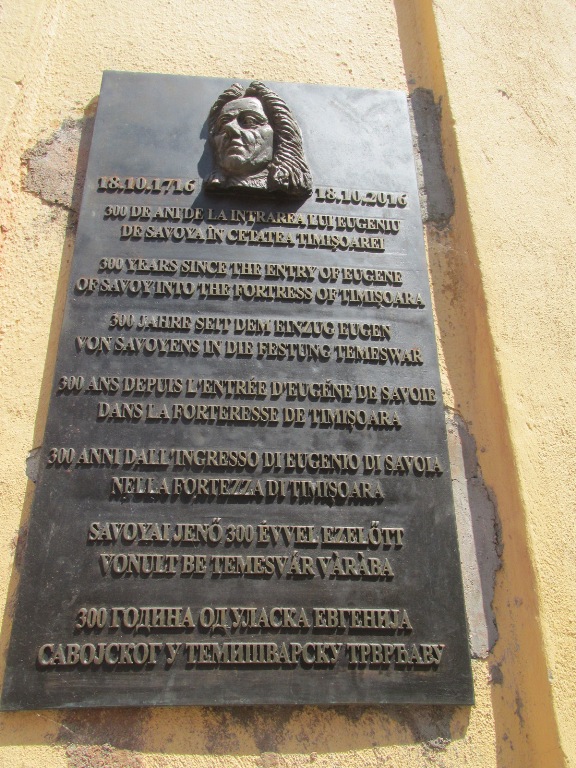 18.10.1716 18.10.2016
300 DE ANI DE LA INTRAREA LUI EUGENIU
DE SAVOYA ÎN CETATEA TIMIȘOAREI
300 YEARS SINCE THE ENTRY OF EUGENE
OF SAVOY INTO THE FORTRESS OF TIMIȘOARA
300 JAHRE SEIT DEM EINZUG EUGEN
VON SAVOYENS IN DIE FESTUNG TEMESWAR
300 ANS DEPUIS L'ENTRÉE D'EUGÉNE DE SAVOIE
DANS LA FORTERESSE DE TIMIȘOARA
300 ANNI DALL'INGRESSO DI EUGENIO DI SAVOIA
NELLA FORTEZZA DI TIMIȘOARA
SAVOYAI JENŐ 300 ÉVVEL EZELŐTT
VONULT BE TEMESVÁR VÁRÁBA
300 ГОДИНА ОД УЛАСКА ЕВГЕНИЈА
САВОЈСКОГ У ТЕМИШВАРСКУ ТВРЂАВУ